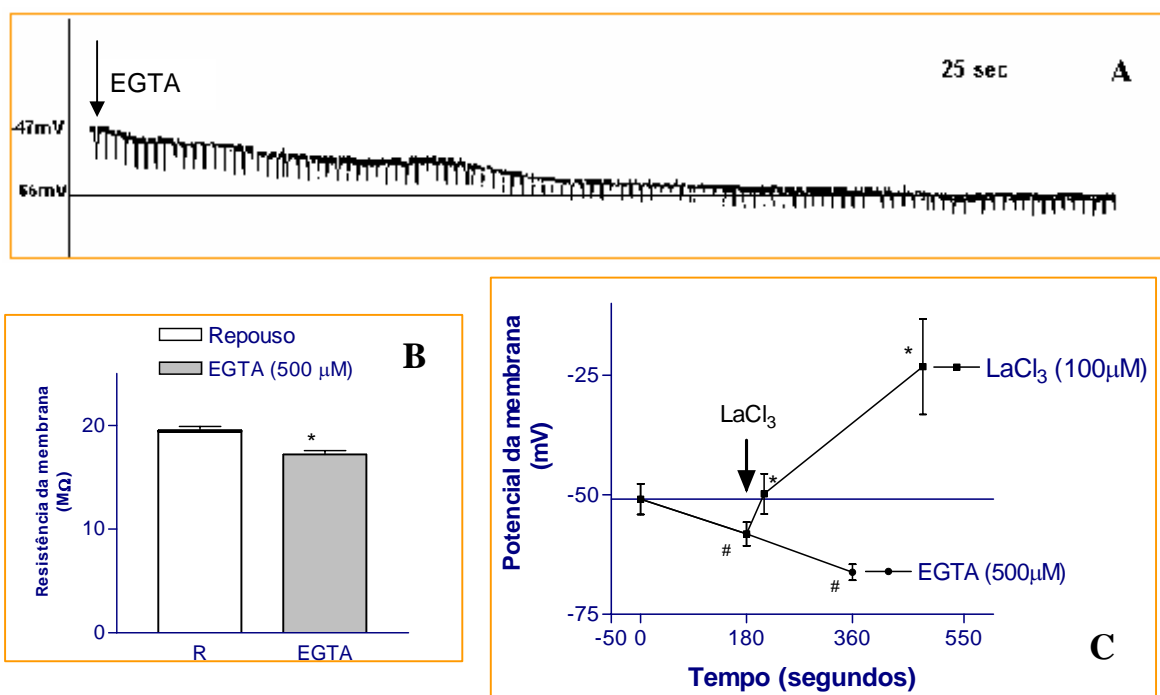 EGTA
25 sec
A
-47mV
56mV
Repouso
EGTA (500 µM)
B
Resistência da membrana
(MΩ)
20
10
0
R
EGTA
Potencial da membrana
(mV)
-25
-50
-75
LaCl3
*
*
#
#
LaCl3 (100µM)
EGTA (500µM)
-50 0 180 360 550
Tempo (segundos)
C
*